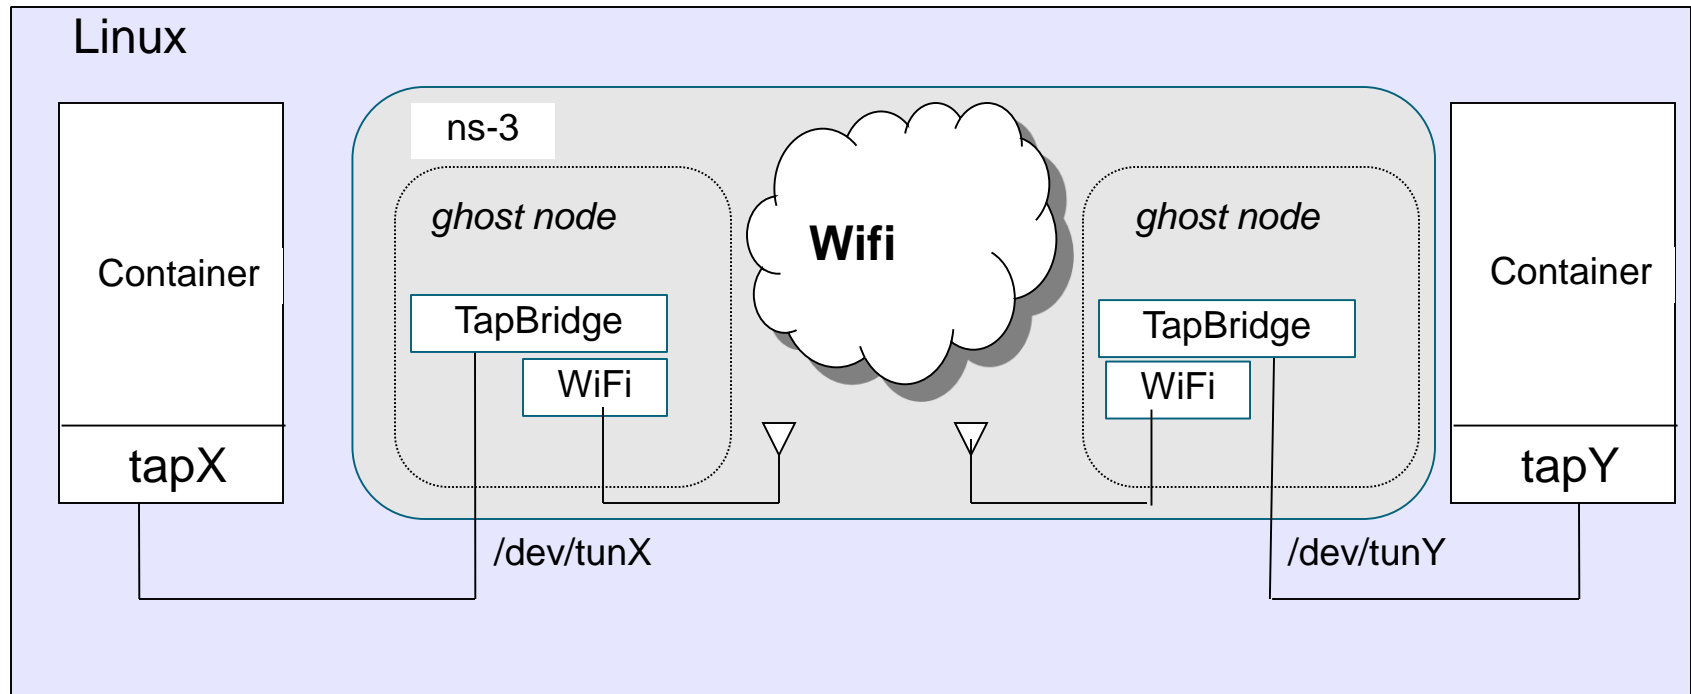 Linux
ns-3
ghost node
Wifi
ghost node
Container
Container
TapBridge
TapBridge
WiFi
WiFi
tapX
tapY
/dev/tunX
/dev/tunY